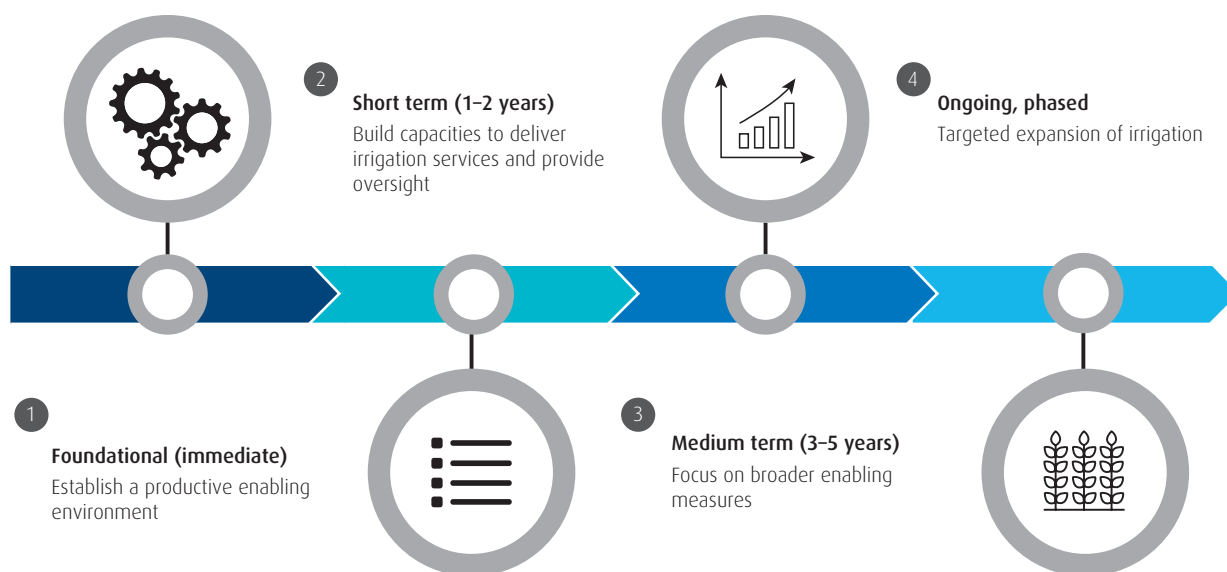 1
Foundational (immediate)
Establish a productive enabling
environment
2
Short term (1–2 years)
Build capacities to deliver
irrigation services and provide
oversight
3
Medium term (3–5 years)
Focus on broader enabling
measures
4
Ongoing, phased
Targeted expansion of irrigation